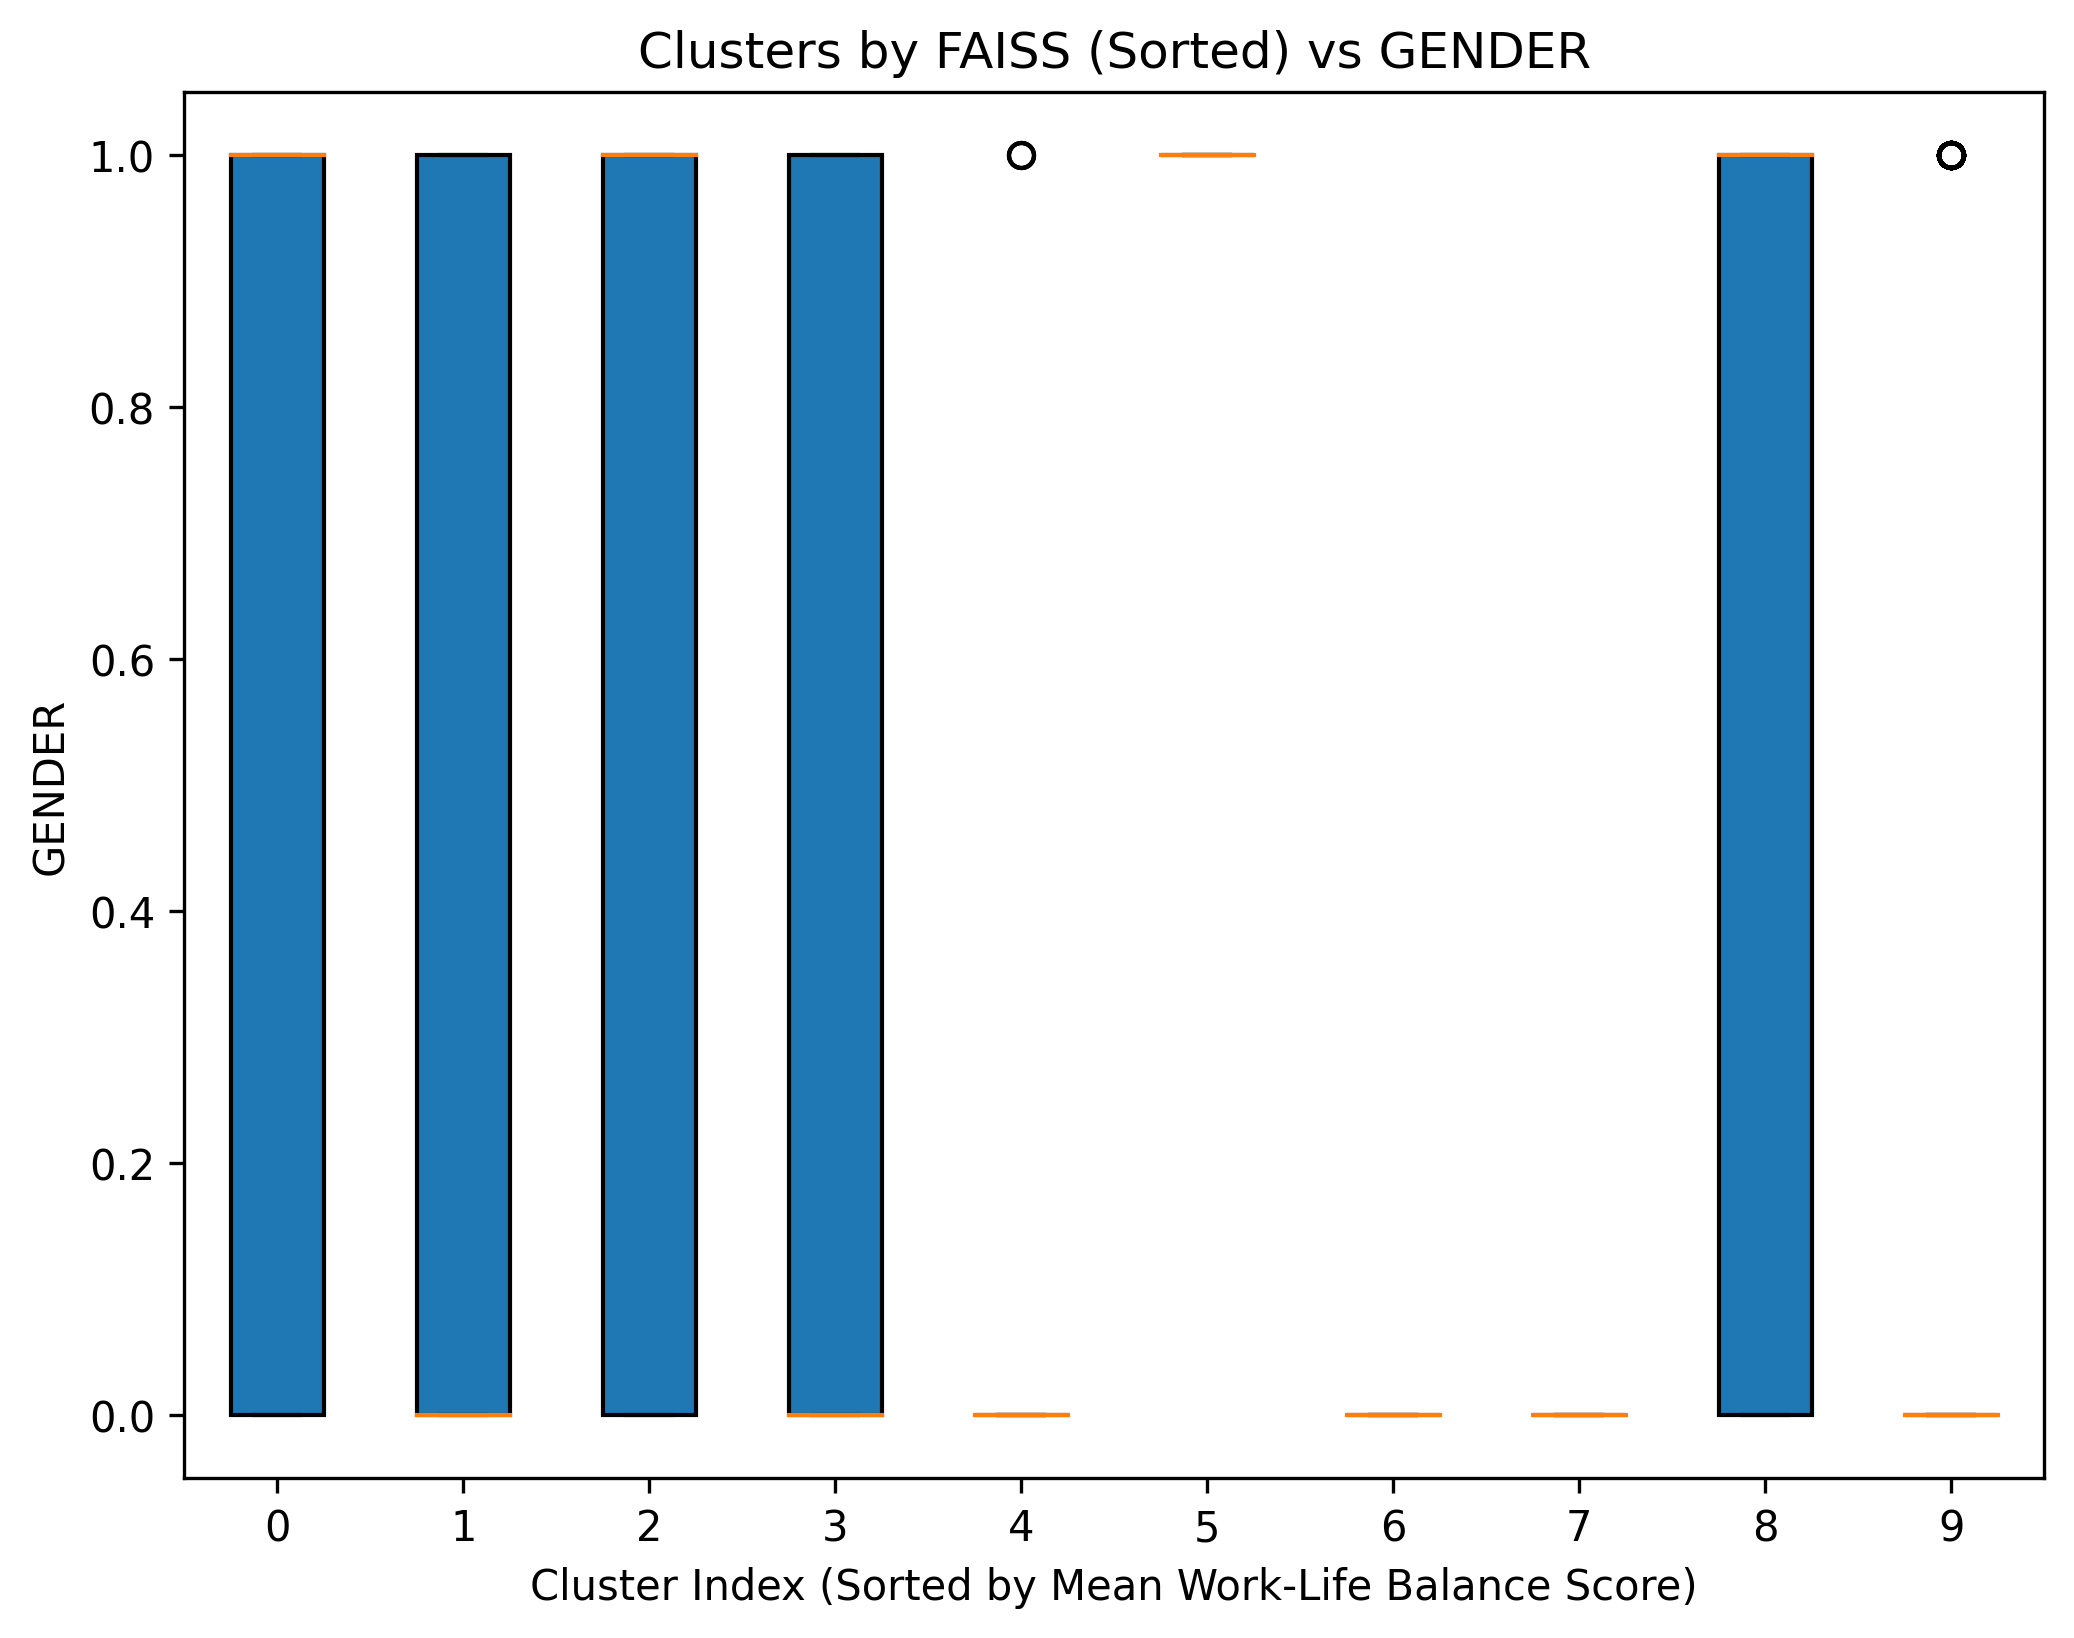 Clusters by FAISS (Sorted) vs GENDER
1.0
0.8
0.6
0.4
0.2
0.0
GENDER
0 1 2 3 4 5 6 7 8 9
Cluster Index (Sorted by Mean Work-Life Balance Score)